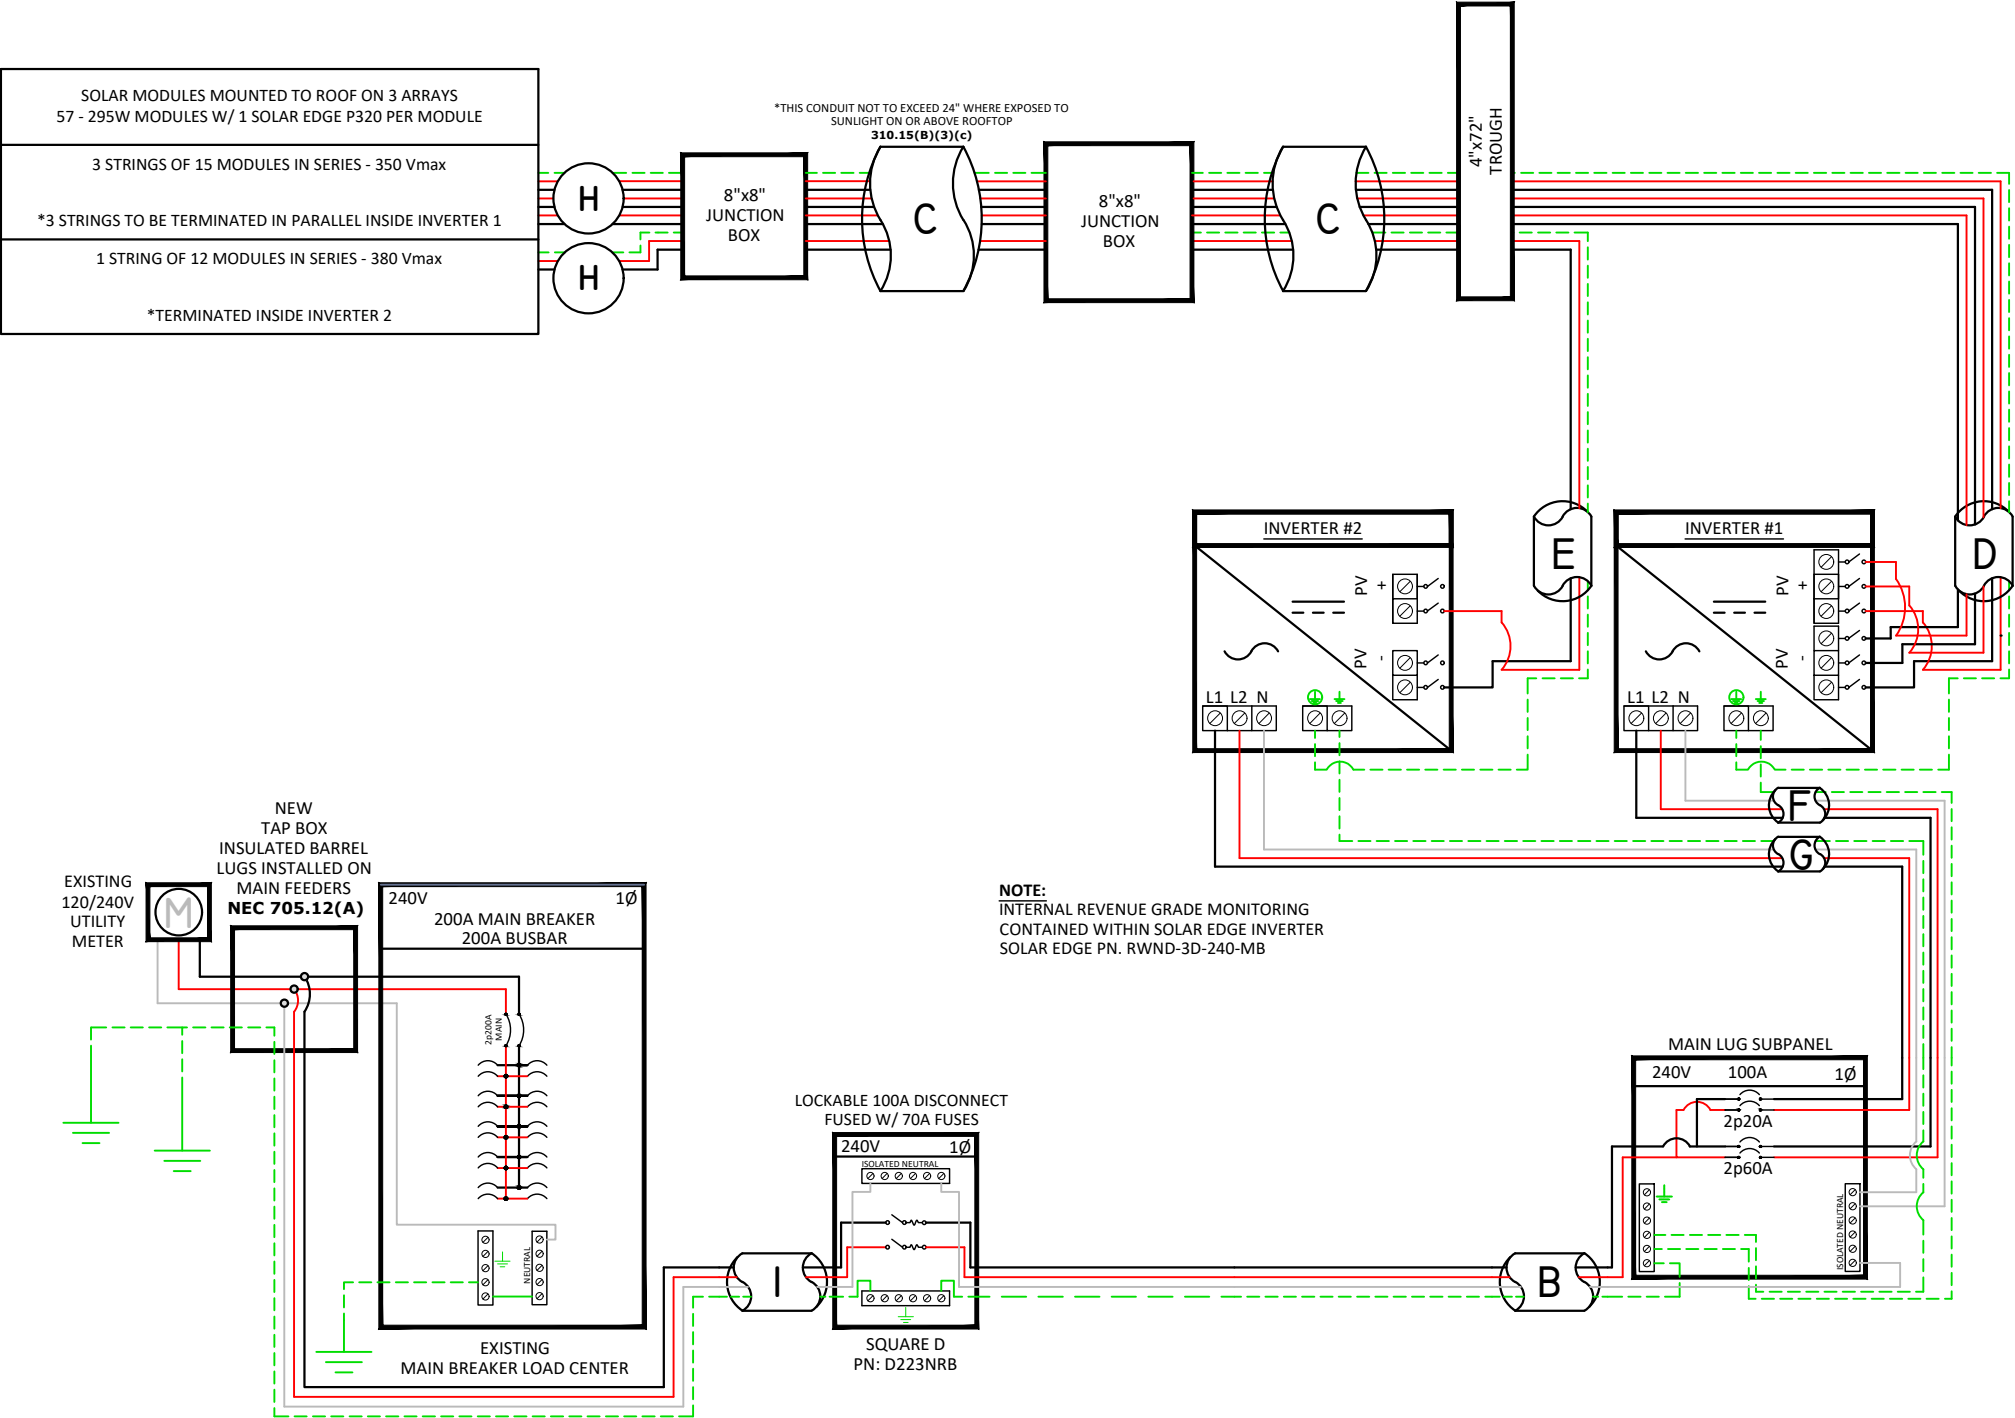 SOLAR MODULES MOUNTED TO ROOF ON 3 ARRAYS
57 - 295W MODULES W/ 1 SOLAR EDGE P320 PER MODULE
3 STRINGS OF 15 MODULES IN SERIES - 350 Vmax
*3 STRINGS TO BE TERMINATED IN PARALLEL INSIDE INVERTER 1
1 STRING OF 12 MODULES IN SERIES - 380 Vmax
*TERMINATED INSIDE INVERTER 2
H
H
8"x8"
JUNCTION
BOX
*THIS CONDUIT NOT TO EXCEED 24" WHERE EXPOSED TO
SUNLIGHT ON OR ABOVE ROOFTOP
310.15(B)(3)(c)
C
8"x8"
JUNCTION
BOX
C
4"x72"
TROUGH
INVERTER #2
PV +
PV -
L1 L2 N
E
INVERTER #1
PV +
PV -
L1 L2 N
D
F
G
NEW
TAP BOX
INSULATED BARREL
LUGS INSTALLED ON
MAIN FEEDERS
NEC 705.12(A)
EXISTING
120/240V
UTILITY
METER
M
240V 1Ø
200A MAIN BREAKER
200A BUSBAR
2p200A
MAIN
NEUTRAL
EXISTING
MAIN BREAKER LOAD CENTER
NOTE:
INTERNAL REVENUE GRADE MONITORING
CONTAINED WITHIN SOLAR EDGE INVERTER
SOLAR EDGE PN. RWND-3D-240-MB
I
LOCKABLE 100A DISCONNECT
FUSED W/ 70A FUSES
240V 1Ø
ISOLATED NEUTRAL
SQUARE D
PN: D223NRB
B
MAIN LUG SUBPANEL
240V 100A 1Ø
2p20A
2p60A
ISOLATED NEUTRAL